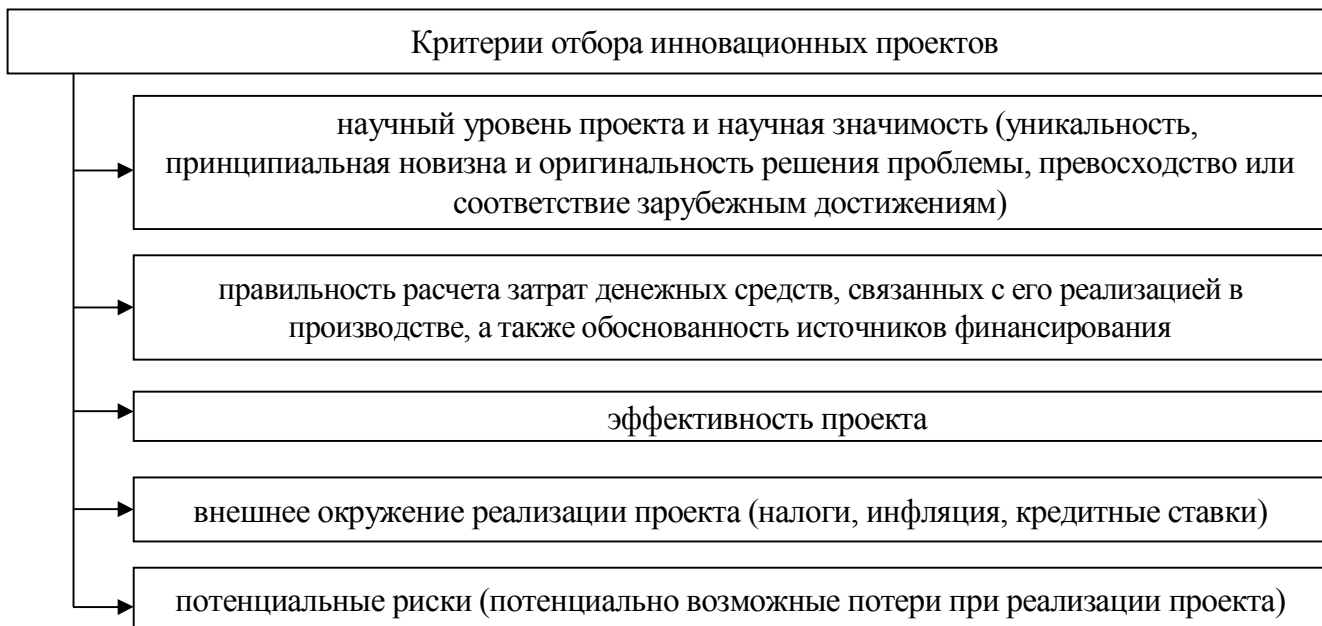 Критерии отбора инновационных проектов
научный уровень проекта и научная значимость (уникальность,
принципиальная новизна и оригинальность решения проблемы, превосходство или
соответствие зарубежным достижениям)
правильность расчета затрат денежных средств, связанных с его реализацией в
производстве, а также обоснованность источников финансирования
эффективность проекта
внешнее окружение реализации проекта (налоги, инфляция, кредитные ставки)
потенциальные риски (потенциально возможные потери при реализации проекта)